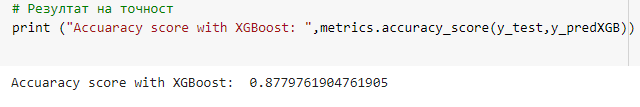 # Резултат на точност
print ("Accuaracy score with XGBoost: ",metrics.accuracy_score(y_test,y_predXGB))
Accuaracy score with XGBoost:  0.8779761904761905